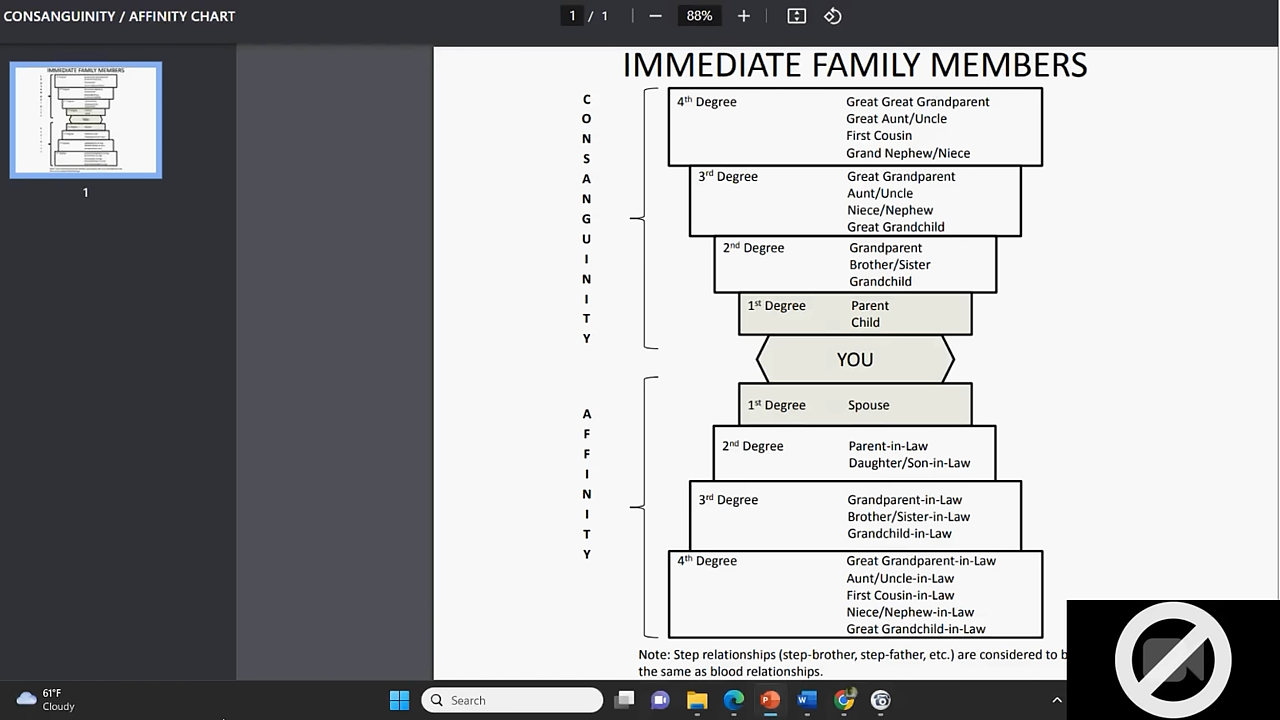 CONSANGUINITY / AFFINITY CHART
1 / 1
88%
1
IMMEDIATE FAMILY MEMBERS
CONSANGUINITY
4th Degree Great Great Grandparent
Great Aunt/Uncle
First Cousin
Grand Nephew/Niece
3rd Degree Great Grandparent
Aunt/Uncle
Niece/Nephew
Great Grandchild
2nd Degree Grandparent
Brother/Sister
Grandchild
1st Degree Parent
Child
YOU
AFFINITY
1st Degree Spouse
2nd Degree Parent-in-Law
Daughter/Son-in-Law
3rd Degree Grandparent-in-Law
Brother/Sister-in-Law
Grandchild-in-Law
4th Degree Great Grandparent-in-Law
Aunt/Uncle-in-Law
First Cousin-in-Law
Niece/Nephew-in-Law
Great Grandchild-in-Law
Note: Step relationships (step-brother, step-father, etc.) are considered to
the same as blood relationships.
61°F
Cloudy
Search